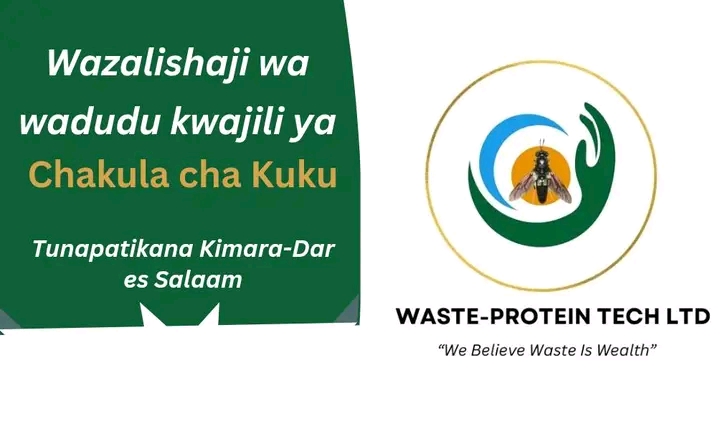 Wazalishaji wa
wadudu kwajili ya
Chakula cha Kuku
Tunapatikana Kimara-Dar
es Salaam
WASTE-PROTEIN TECH LTD
“We Believe Waste Is Wealth”